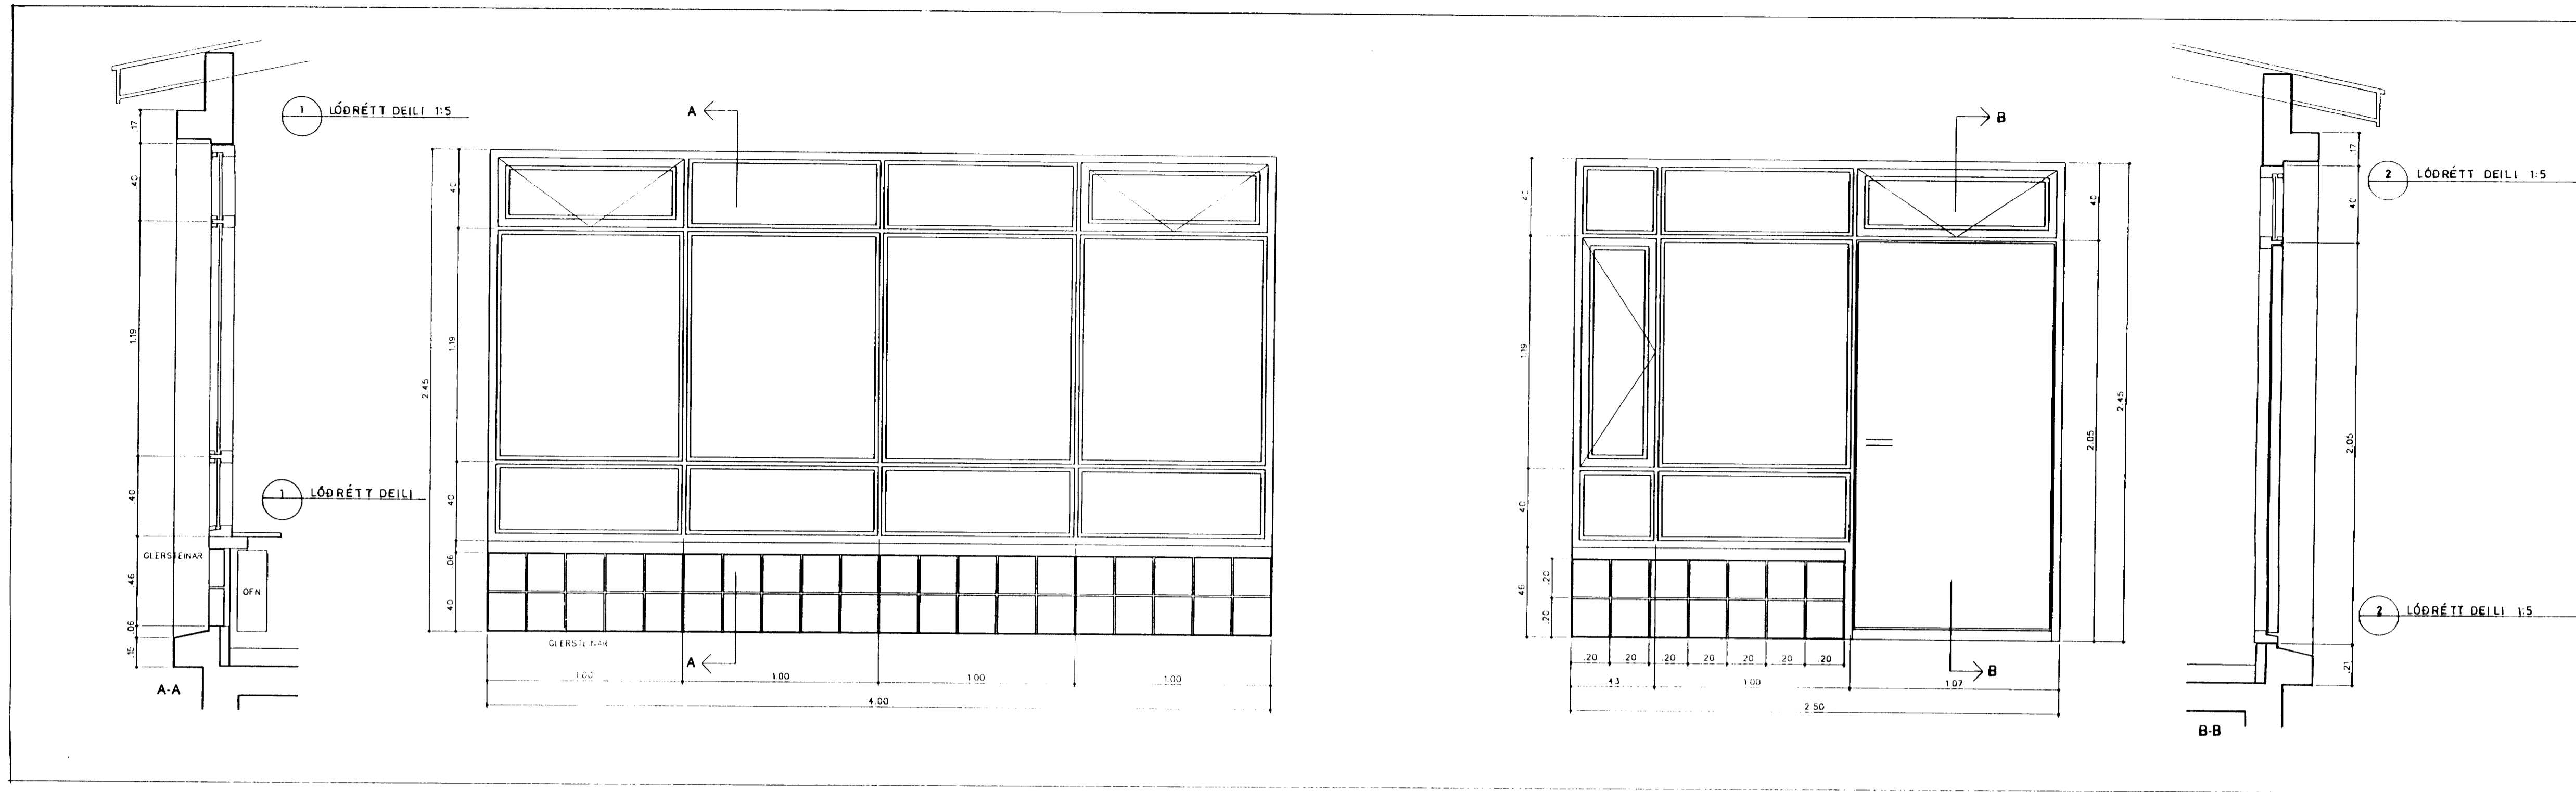 .17
.40
1.19
.40
GLERSTEINAR
.46
.06
.15
OFN
A-A
1 LÓÐRÉTT DEILI 1:5
1 LÓÐRÉTT DEILI
A
2.45
.40
1.19
.40
.06
.40
GLERSTEINAR
A
1.00 1.00 1.00 1.00
4.00
B
1.19
.40
.46
.20
.20
.20 .20 .20 .20 .20 .20 .20
.43 1.00 1.07
2.50
B
.40
2.05
2.45
.17
.40
2.05
.21
B-B
2 LÓÐRÉTT DEILI 1:5
2 LÓÐRÉTT DEILI 1:5